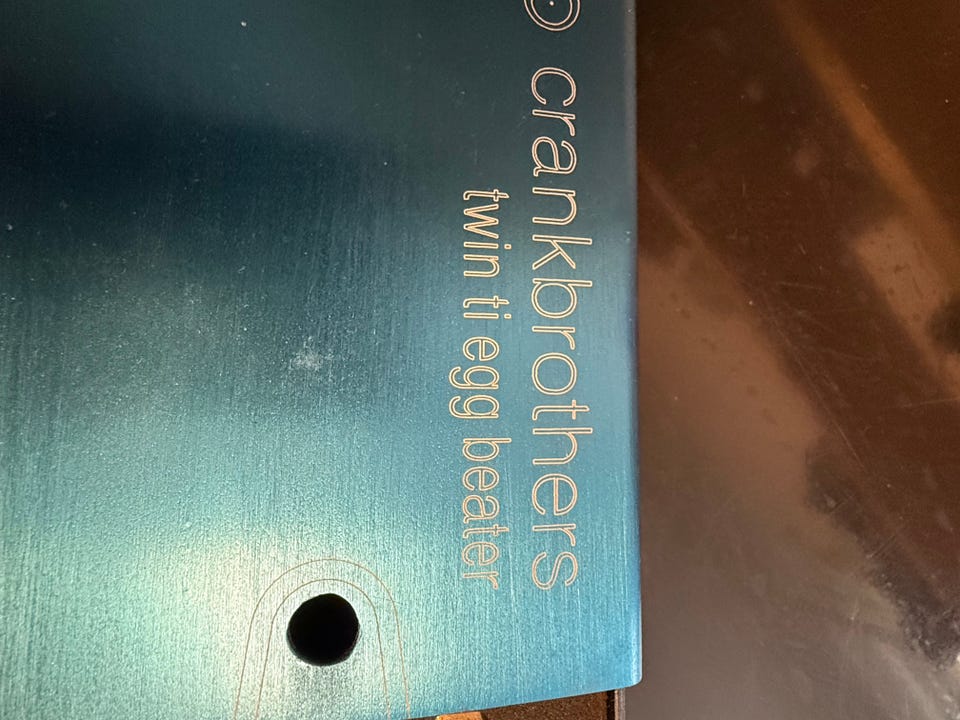 crankbrothers
twin ti egg beater